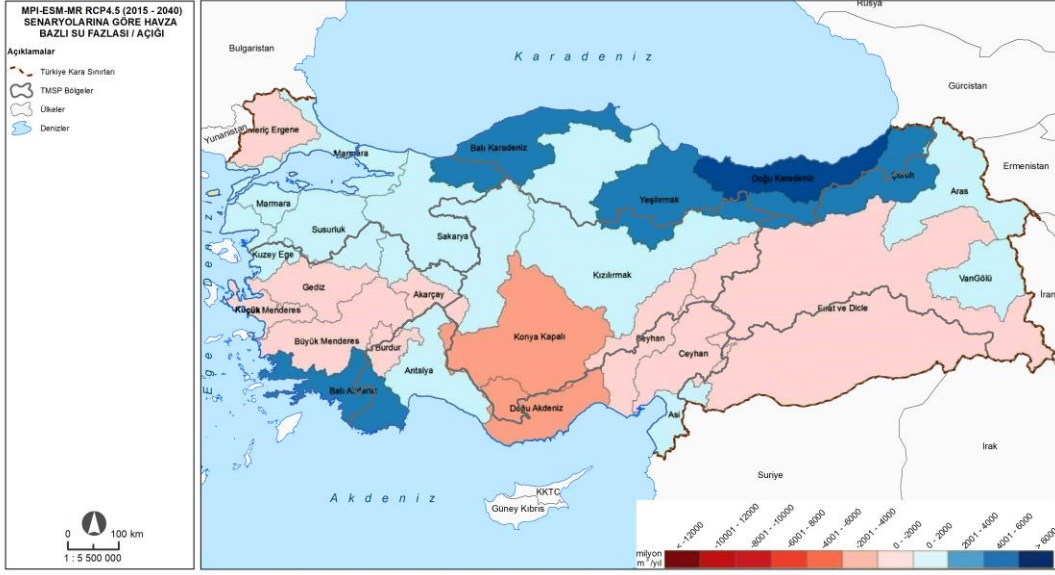 MPI-ESM-MR RCP4.5 (2015 - 2040)
SENARYOLARINA GÖRE HAVZA
BAZLI SU FAZLASI / AÇIĞI
Açıklamalar
Türkiye Kara Sınırları
TMSP Bölgeler
Ülkeler
Denizler
0 100 km
1 : 5 500 000
Rusya
Bulgaristan
Karadeniz
Gürcistan
Yunanistan
Meriç Ergene
Marmara
Batı Karadeniz
Ermenistan
Doğu Karadeniz
Çoruh
Aras
Yeşilırmak
Marmara
Susurluk
Sakarya
Kuzey Ege
Kızılırmak
VanGölü
İran
Gediz
Akarçay
Küçük Menderes
Fırat ve Dicle
Ege Denizi
Büyük Menderes
Burdur
Konya Kapalı
Seyhan
Ceyhan
Antalya
Batı Akdeniz
Doğu Akdeniz
Asi
Irak
Suriye
Akdeniz
KKTC
Güney Kıbrıs
milyon
m³/yıl
< -12000
-10001 - -12000
-8001 - -10000
-6001 - -8000
-4001 - -6000
-2001 - -4000
0 - -2000
0 - 2000
2001 - 4000
4001 - 6000
> 6000